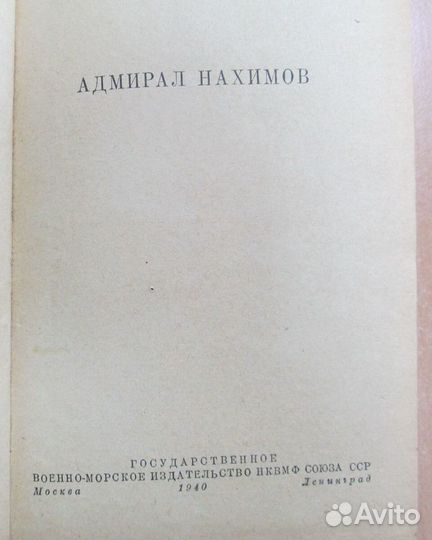 АДМИРАЛ НАХИМОВ
ГОСУДАРСТВЕННОЕ
ВОЕННО-МОРСКОЕ ИЗДАТЕЛЬСТВО НКВМФ СОЮЗА ССР
Москва 1940 Ленинград
Avito